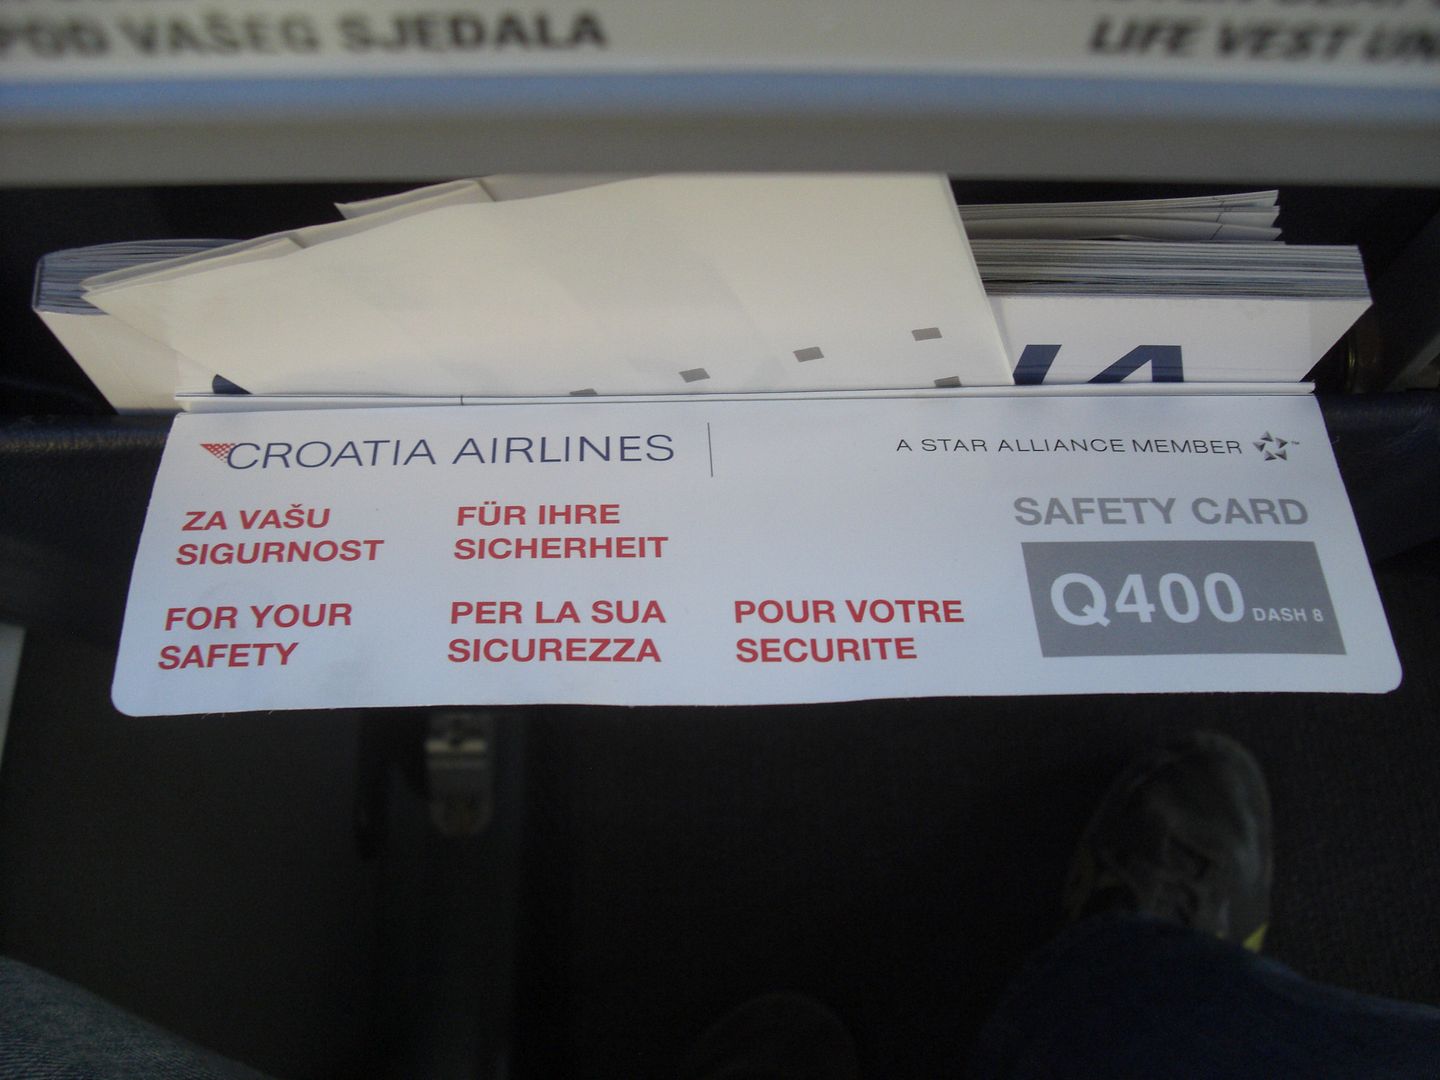 POD VAŠEG SJEDALA
LIFE VEST UN
CROATIA AIRLINES
A STAR ALLIANCE MEMBER
ZA VAŠU
SIGURNOST
FÜR IHRE
SICHERHEIT
FOR YOUR
SAFETY
PER LA SUA
SICUREZZA
POUR VOTRE
SECURITE
SAFETY CARD
Q400 DASH 8